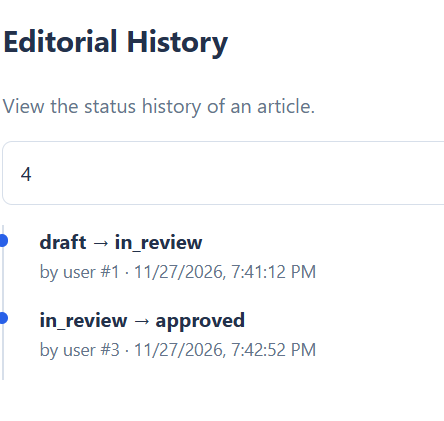 Editorial History
View the status history of an article.
4
draft → in_review
by user #1 · 11/27/2026, 7:41:12 PM
in_review → approved
by user #3 · 11/27/2026, 7:42:52 PM